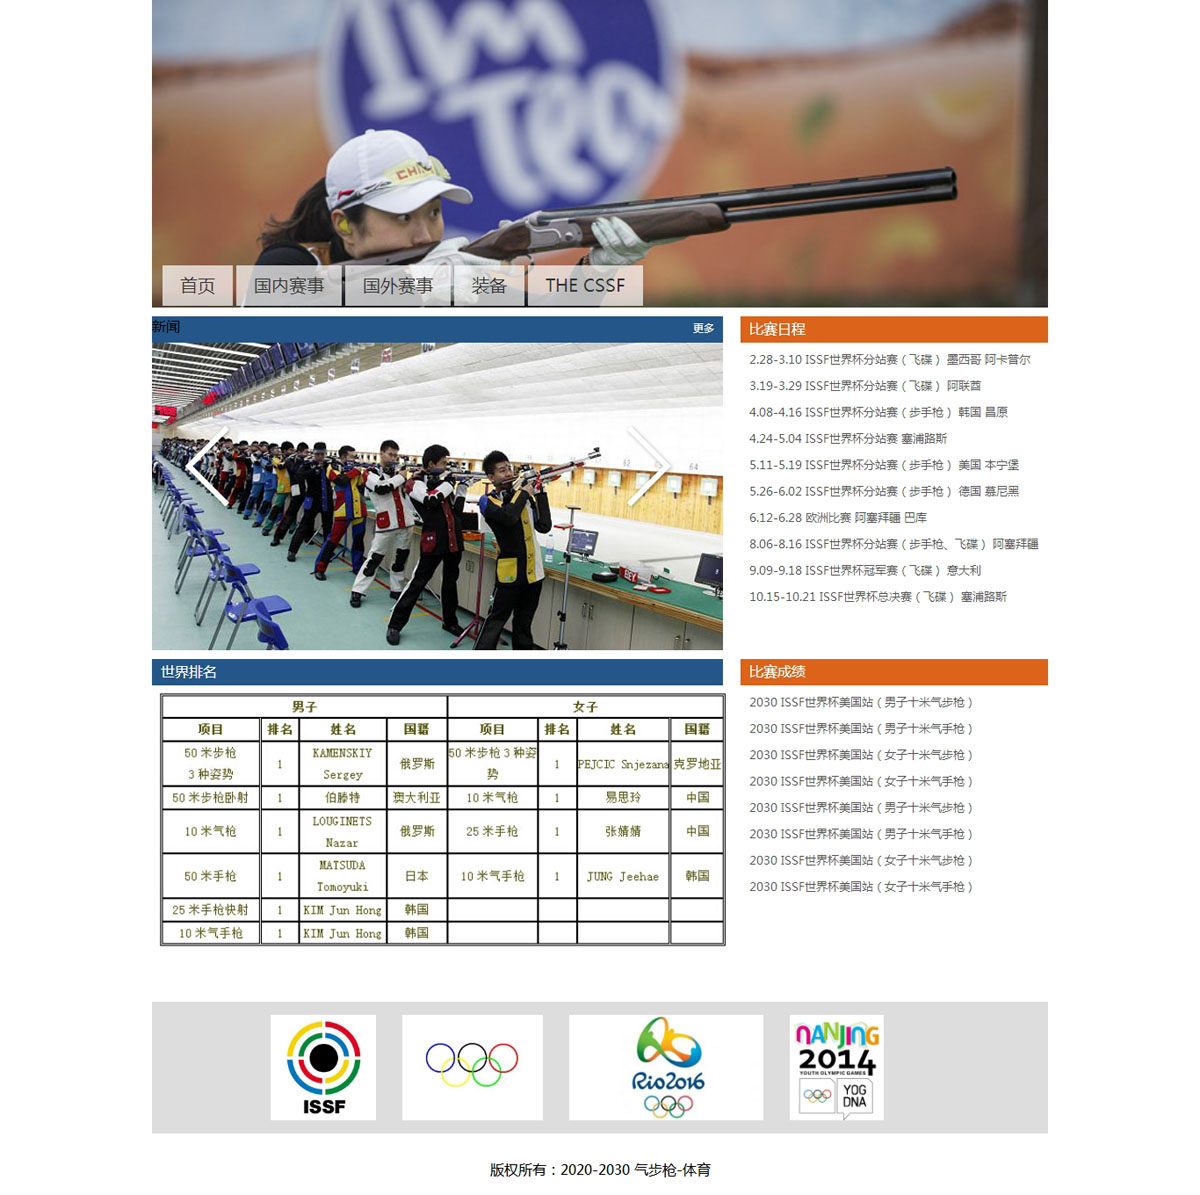 I'm
Tea
CHIN
首页
国内赛事
国外赛事
装备
THE CSSF
新闻
更多
比赛日程
2.28-3.10 ISSF世界杯分站赛（飞碟） 墨西哥 阿卡普尔
3.19-3.29 ISSF世界杯分站赛（飞碟） 阿联酋
4.08-4.16 ISSF世界杯分站赛（步手枪） 韩国 昌原
4.24-5.04 ISSF世界杯分站赛 塞浦路斯
5.11-5.19 ISSF世界杯分站赛（步手枪） 美国 本宁堡
5.26-6.02 ISSF世界杯分站赛（步手枪） 德国 慕尼黑
6.12-6.28 欧洲比赛 阿塞拜疆 巴库
8.06-8.16 ISSF世界杯分站赛（步手枪、飞碟） 阿塞拜疆
9.09-9.18 ISSF世界杯冠军赛（飞碟） 意大利
10.15-10.21 ISSF世界杯总决赛（飞碟） 塞浦路斯
世界排名
男子 女子
项目 排名 姓名 国籍 项目 排名 姓名 国籍
50 米步枪 3 种姿势 1 KAMENSKIY Sergey 俄罗斯 50 米步枪 3 种姿势 1 PEJCIC Snjezana 克罗地亚
50 米步枪卧射 1 伯滕特 澳大利亚 10 米气枪 1 易思玲 中国
10 米气枪 1 LOUGINETS Nazar 俄罗斯 25 米手枪 1 张婧婧 中国
50 米手枪 1 MATSUDA Tomoyuki 日本 10 米气手枪 1 JUNG Jeehae 韩国
25 米手枪快射 1 KIM Jun Hong 韩国
10 米气手枪 1 KIM Jun Hong 韩国
比赛成绩
2030 ISSF世界杯美国站（男子十米气步枪）
2030 ISSF世界杯美国站（男子十米气手枪）
2030 ISSF世界杯美国站（女子十米气步枪）
2030 ISSF世界杯美国站（女子十米气手枪）
2030 ISSF世界杯美国站（男子十米气步枪）
2030 ISSF世界杯美国站（男子十米气手枪）
2030 ISSF世界杯美国站（女子十米气步枪）
2030 ISSF世界杯美国站（女子十米气手枪）
ISSF
Rio2016
NANJING
2014
YOUTH OLYMPIC GAMES
YOG
DNA
版权所有：2020-2030 气步枪-体育